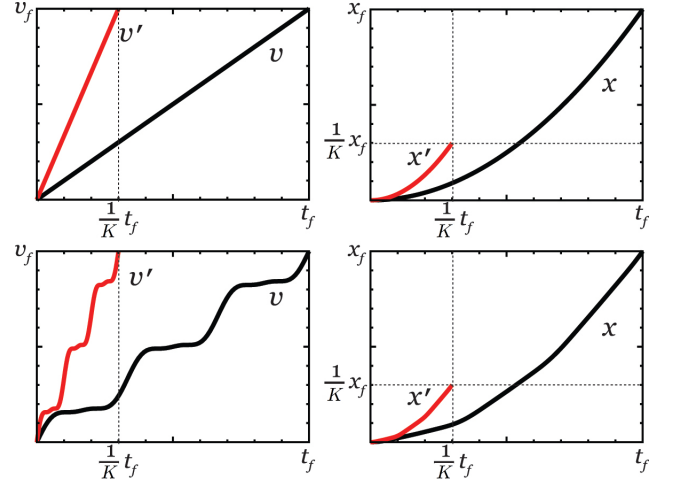 v_f
v′
v
1/K t_f
t_f
x_f
x
1/K x_f
x′
1/K t_f
t_f
v_f
v′
v
1/K t_f
t_f
x_f
x
1/K x_f
x′
1/K t_f
t_f